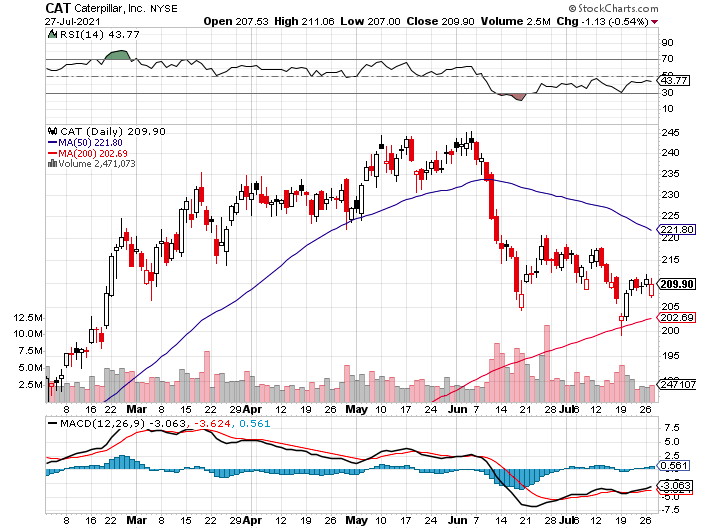 CAT Caterpillar, Inc. NYSE
© StockCharts.com
27-Jul-2021 Open 207.53 High 211.06 Low 207.00 Close 209.90 Volume 2.5M Chg -1.13 (-0.54%)
RSI(14) 43.77
90
70
50
43.77
30
10
CAT (Daily) 209.90
MA(50) 221.80
MA(200) 202.69
Volume 2,471,073
245
240
235
230
225
221.80
220
215
209.90
205
202.69
200
195
190
247107
12.5M
10.0M
7.5M
5.0M
2.5M
8 16 22 Mar 8 15 22 29 Apr 12 19 26 May 10 17 24 Jun 7 14 21 28 Jul 6 12 19 26
MACD(12,26,9) -3.063, -3.624, 0.561
7.5
5.0
2.5
0.561
-3.063
-5.0
-7.5
8 16 22 Mar 8 15 22 29 Apr 12 19 26 May 10 17 24 Jun 7 14 21 28 Jul 6 12 19 26